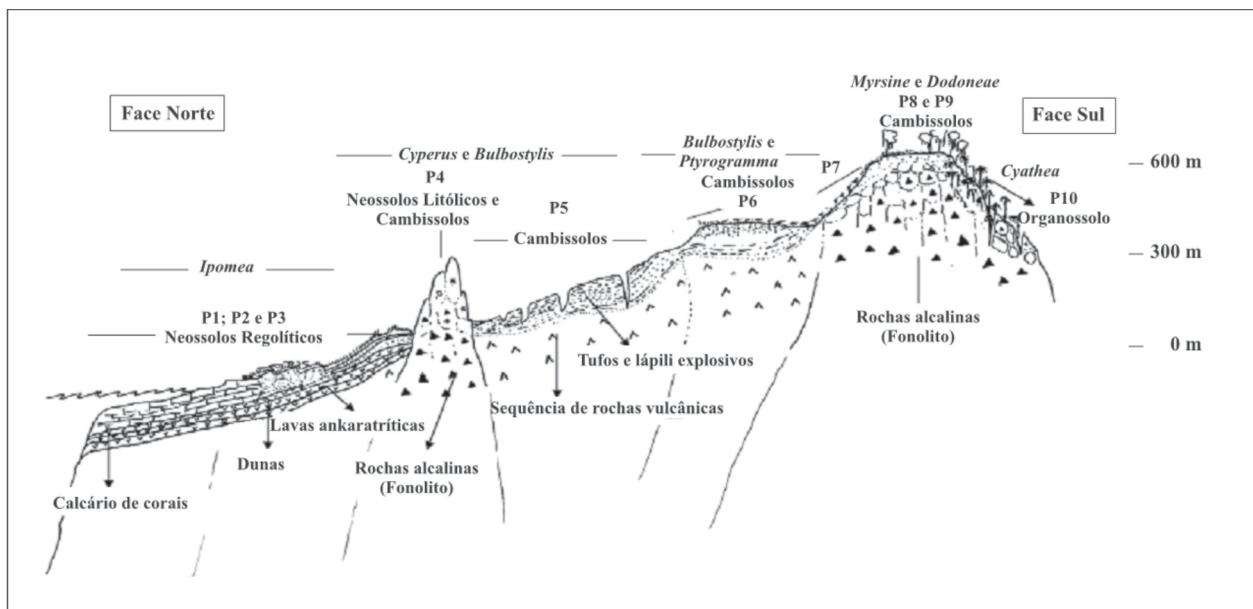 Face Norte
Myrsine e Dodoneae
P8 e P9
Cambissolos
Face Sul
Cyperus e Bulbostylis
Bulbostylis e
Ptyrogramma
Cambissolos
P6
P7
600 m
Cyathea
P10
Organossolo
P4
Neossolos Litólicos e
Cambissolos
P5
Cambissolos
300 m
Ipomea
P1; P2 e P3
Neossolos Regolíticos
Rochas alcalinas
(Fonolito)
0 m
Tufos e lápili explosivos
Sequência de rochas vulcânicas
Lavas ankaratríticas
Dunas
Rochas alcalinas
(Fonolito)
Calcário de corais